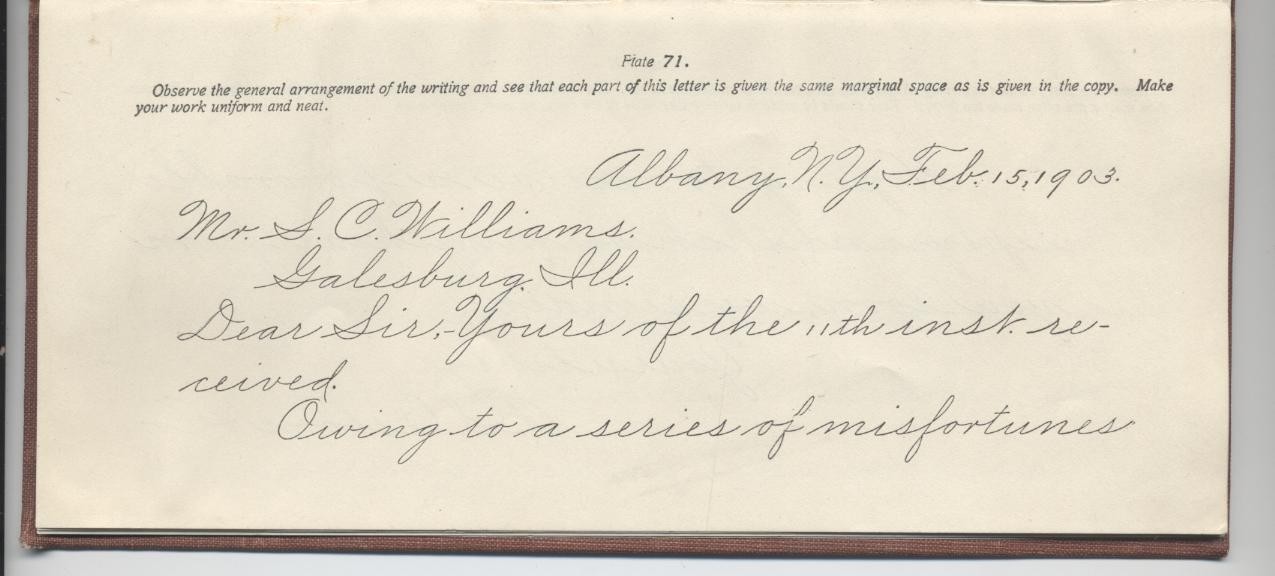 Plate 71.
Observe the general arrangement of the writing and see that each part of this letter is given the same marginal space as is given in the copy. Make
your work uniform and neat.
Albany, N.Y., Feb. 15, 1903.
Mr. S. C. Williams.
Galesburg, Ill.
Dear Sir,-Yours of the 11th inst. re-
ceived.
Owing to a series of misfortunes